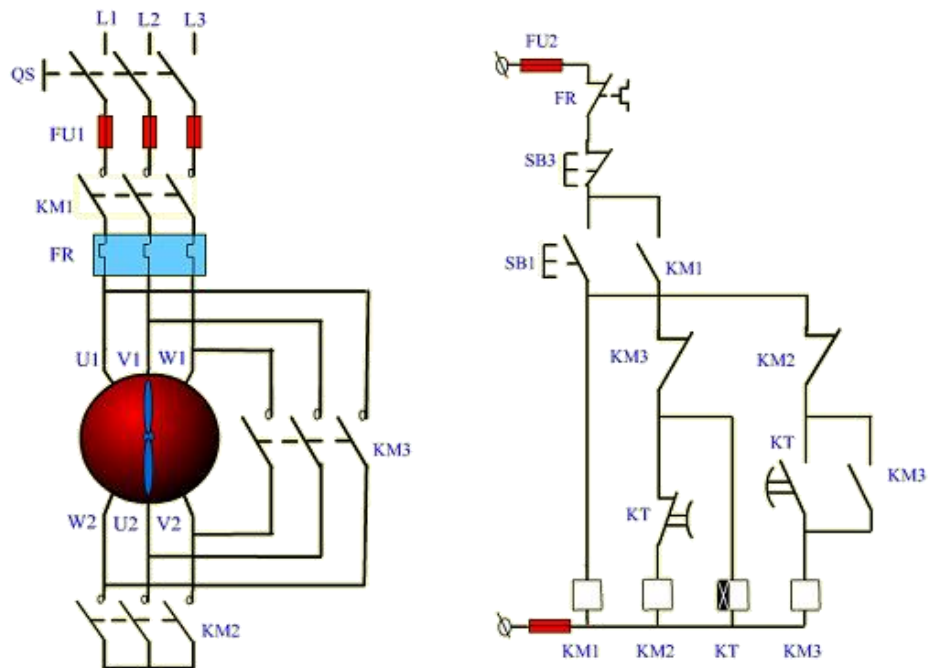 L1 L2 L3
QS
FU1
KM1
FR
U1 V1 W1
KM3
W2 U2 V2
KM2
FU2
FR
SB3
SB1
KM1
KM3
KM2
KT
KM3
KT
KM1 KM2 KT KM3